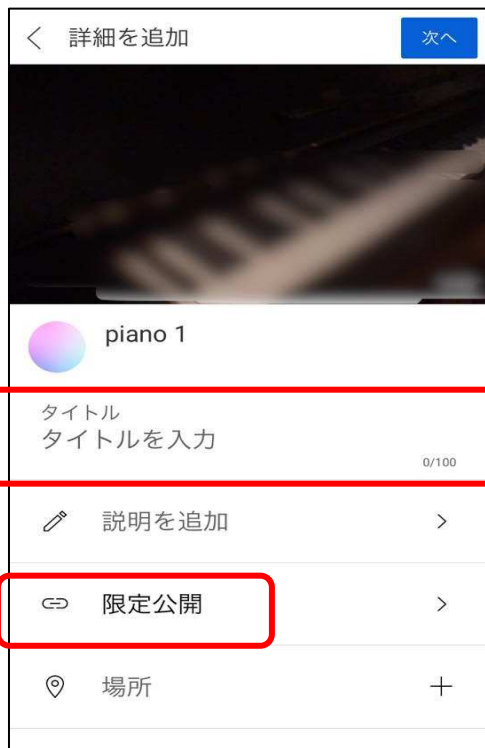 詳細を追加
次へ
piano 1
タイトル
タイトルを入力
0/100
説明を追加
限定公開
場所